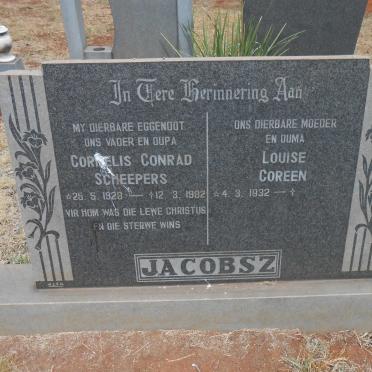 In Tere Herinnering Aan
MY DIERBARE EGGENOOT
ONS VADER EN OUPA
CORNELIS CONRAD
SCHEEPERS
☆25. 5. 1929 — ✝12. 3. 1982
VIR HOM WAS DIE LEWE CHRISTUS
EN DIE STERWE WINS
ONS DIERBARE MOEDER
EN OUMA
LOUISE
COREEN
☆4. 3. 1932 — ✝
JACOBSZ